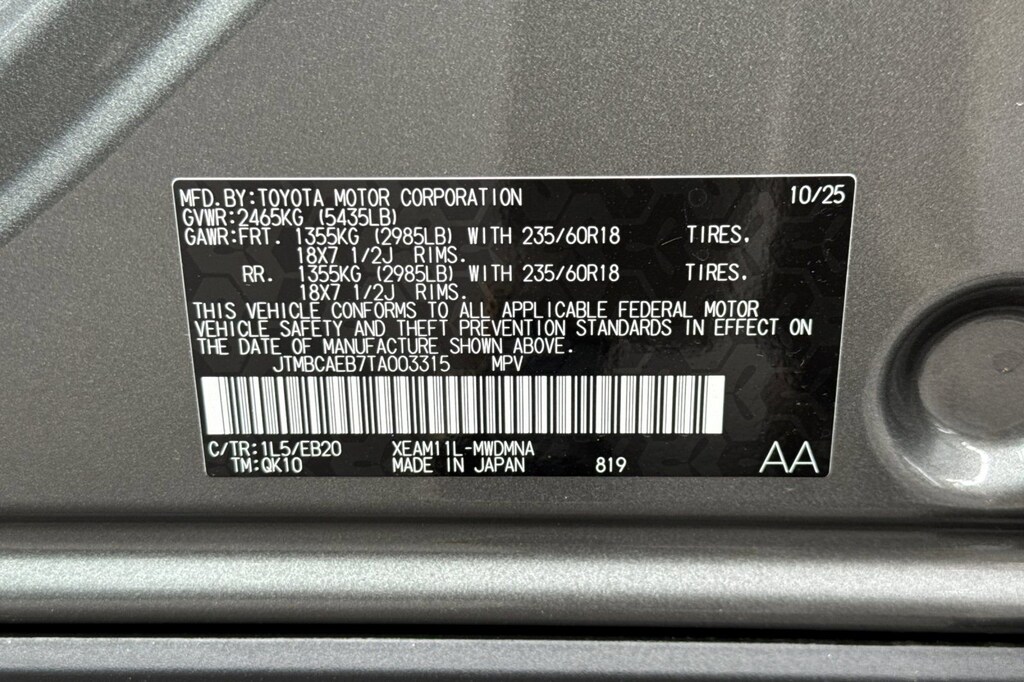 MFD.BY:TOYOTA MOTOR CORPORATION 10/25
GVWR:2465KG (5435LB)
GAWR:FRT. 1355KG (2985LB) WITH 235/60R18 TIRES,
18X7 1/2J RIMS.
RR. 1355KG (2985LB) WITH 235/60R18 TIRES,
18X7 1/2J RIMS.
THIS VEHICLE CONFORMS TO ALL APPLICABLE FEDERAL MOTOR
VEHICLE SAFETY AND THEFT PREVENTION STANDARDS IN EFFECT ON
THE DATE OF MANUFACTURE SHOWN ABOVE.
JTMBCAEB7TA003315 MPV
C/TR:1L5/EB20 XEAM11L-MWDMNA
TM:QK10 MADE IN JAPAN 819 AA